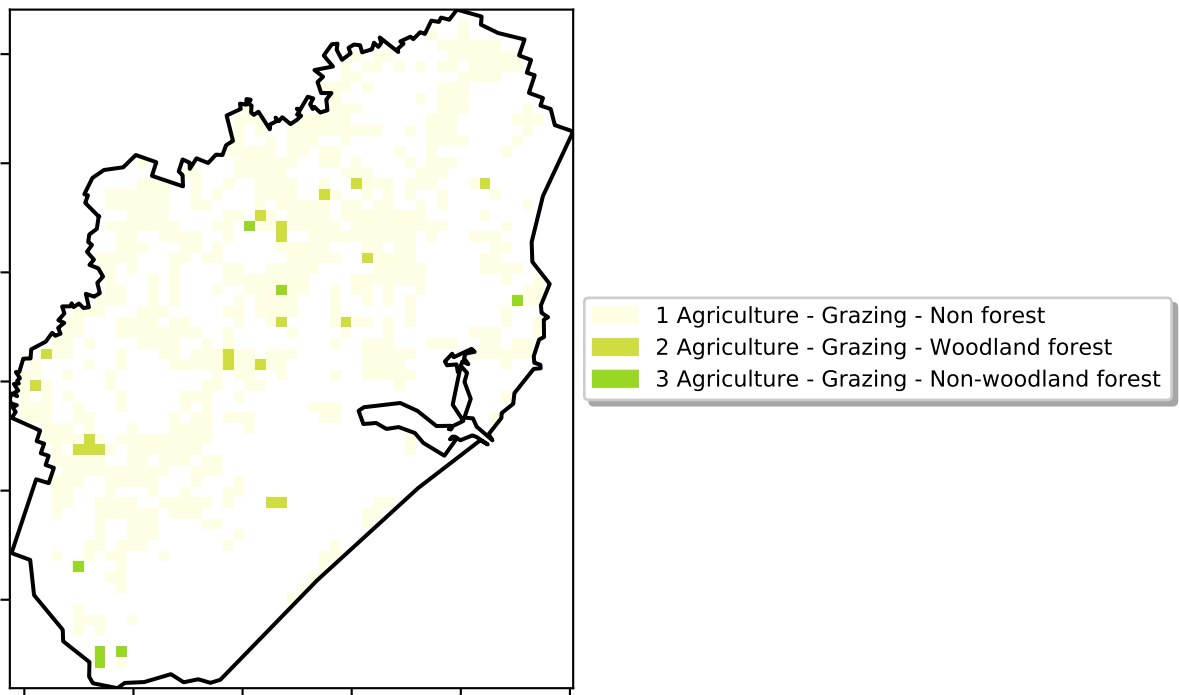 1 Agriculture - Grazing - Non forest
2 Agriculture - Grazing - Woodland forest
3 Agriculture - Grazing - Non-woodland forest